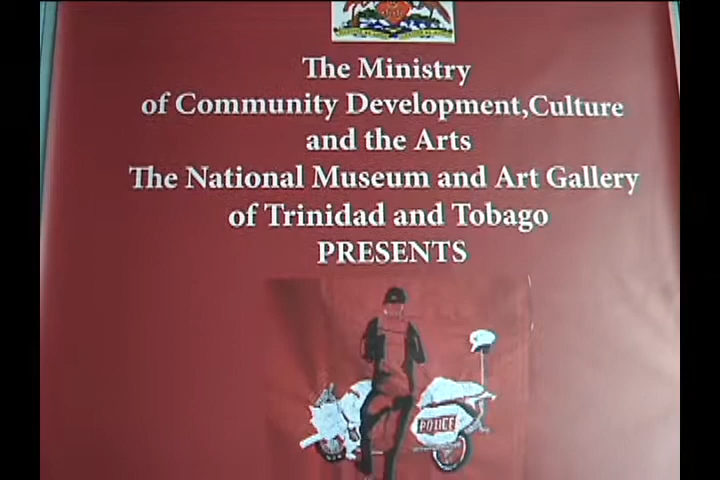 The Ministry
of Community Development,Culture
and the Arts
The National Museum and Art Gallery
of Trinidad and Tobago
PRESENTS
POLICE